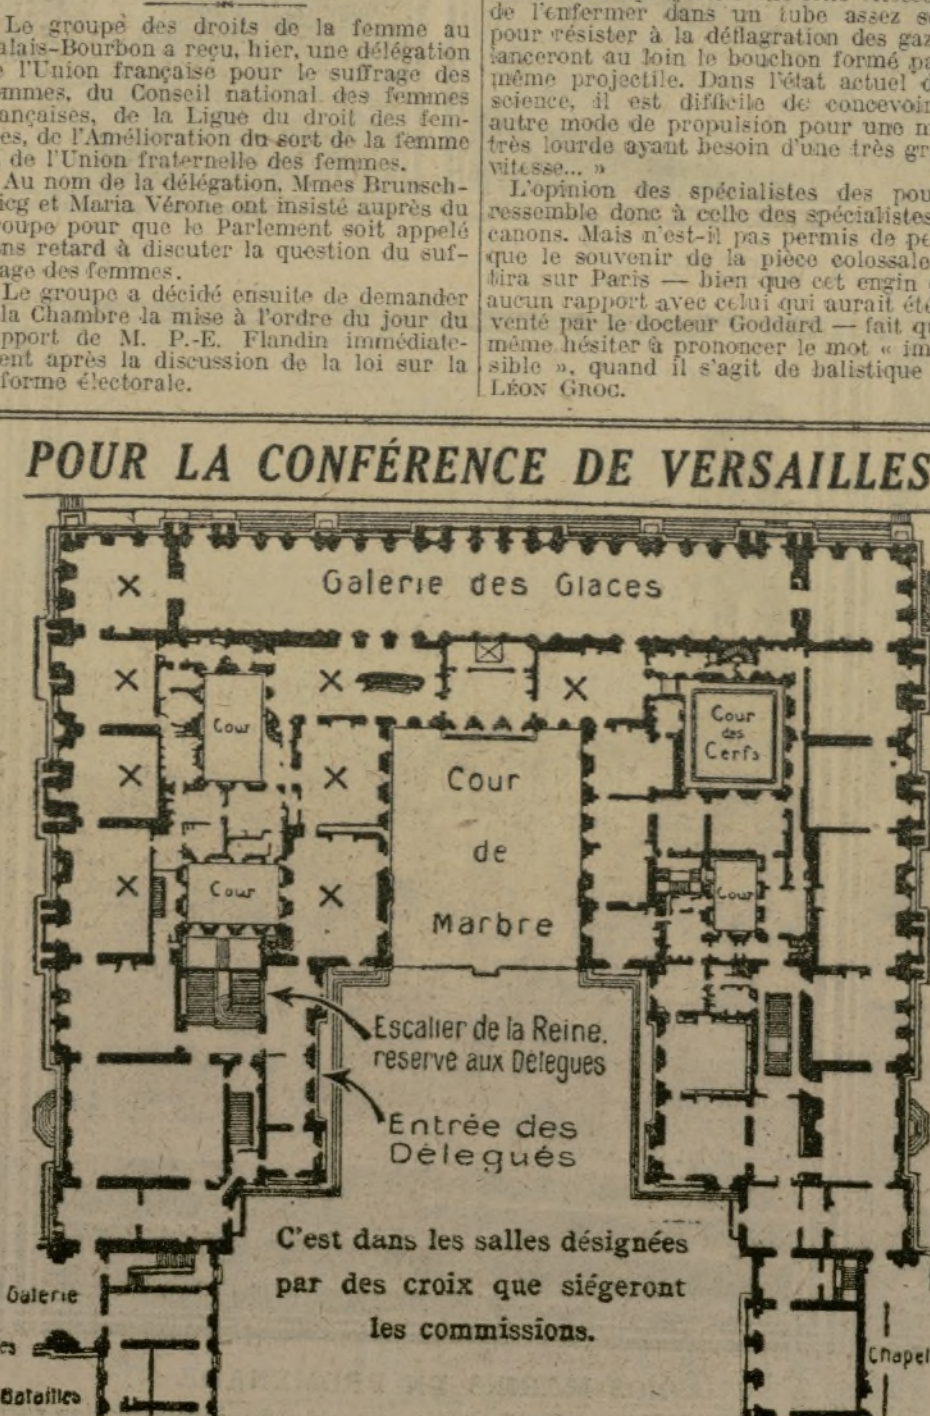 Le groupe des droits de la femme au
alais-Bourbon a reçu, hier, une délégation
l'Union française pour le suffrage des
mmes, du Conseil national des femmes
ançaises, de la Ligue du droit des fem-
es, de l'Amélioration du sort de la femme
de l'Union fraternelle des femmes.
Au nom de la délégation, Mmes Brunsch-
icg et Maria Vérone ont insisté auprès du
oupe pour que le Parlement soit appelé
ns retard à discuter la question du suf-
age des femmes.
Le groupe a décidé ensuite de demander
la Chambre la mise à l'ordre du jour du
pport de M. P.-E. Flandin immédiate-
ent après la discussion de la loi sur la
forme électorale.
de l'enfermer dans un tube assez s
pour résister à la déflagration des gaz
lanceront au loin le bouchon formé pa
même projectile. Dans l'état actuel d
science, il est difficile de concevoir
autre mode de propulsion pour une m
très lourde ayant besoin d'une très gr
vitesse... »
L'opinion des spécialistes des pou
ressemble donc à celle des spécialistes
canons. Mais n'est-il pas permis de pe
que le souvenir de la pièce colossale
tira sur Paris — bien que cet engin
aucun rapport avec celui qui aurait été
venté par le docteur Goddard — fait qu
même hésiter à prononcer le mot « im
sible », quand il s'agit de balistique
LÉON GROC.
POUR LA CONFÉRENCE DE VERSAILLES
Galerie des Glaces
Cour
Cour
des
Cerfs
Cour
de
Marbre
Cour
Cour
Escalier de la Reine.
reservé aux Délegues
Entrée des
Délegués
C'est dans les salles désignées
par des croix que siégeront
les commissions.
Galerie
es
Batailles
Chapel